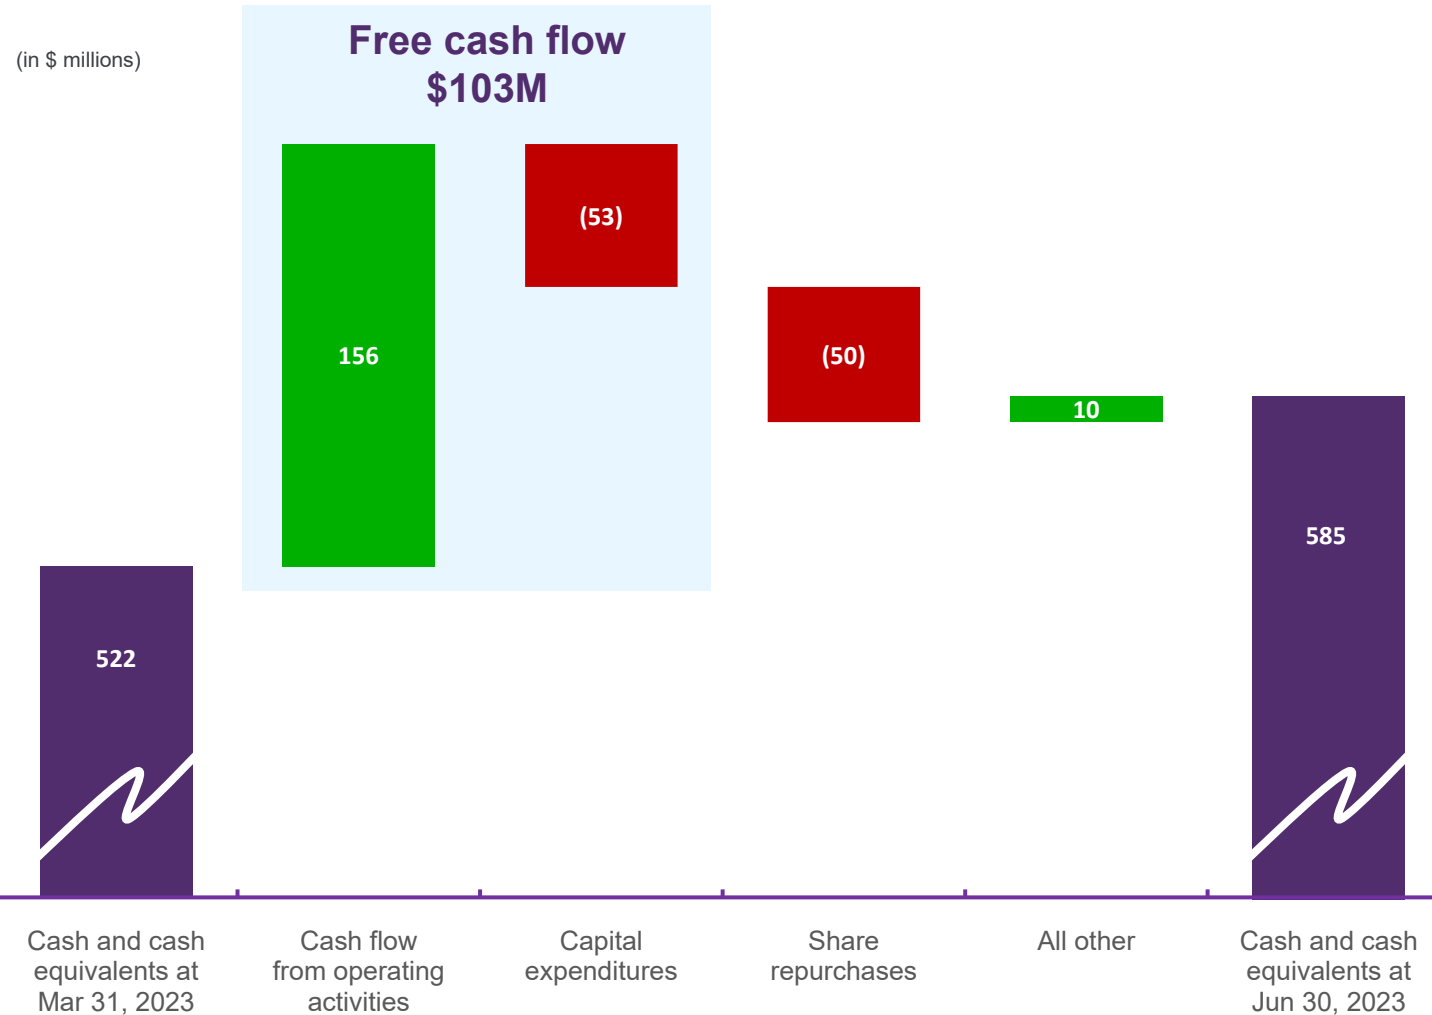 (in $ millions)
Free cash flow
$103M
(53)
156
(50)
10
585
522
Cash and cash
equivalents at
Mar 31, 2023
Cash flow
from operating
activities
Capital
expenditures
Share
repurchases
All other
Cash and cash
equivalents at
Jun 30, 2023